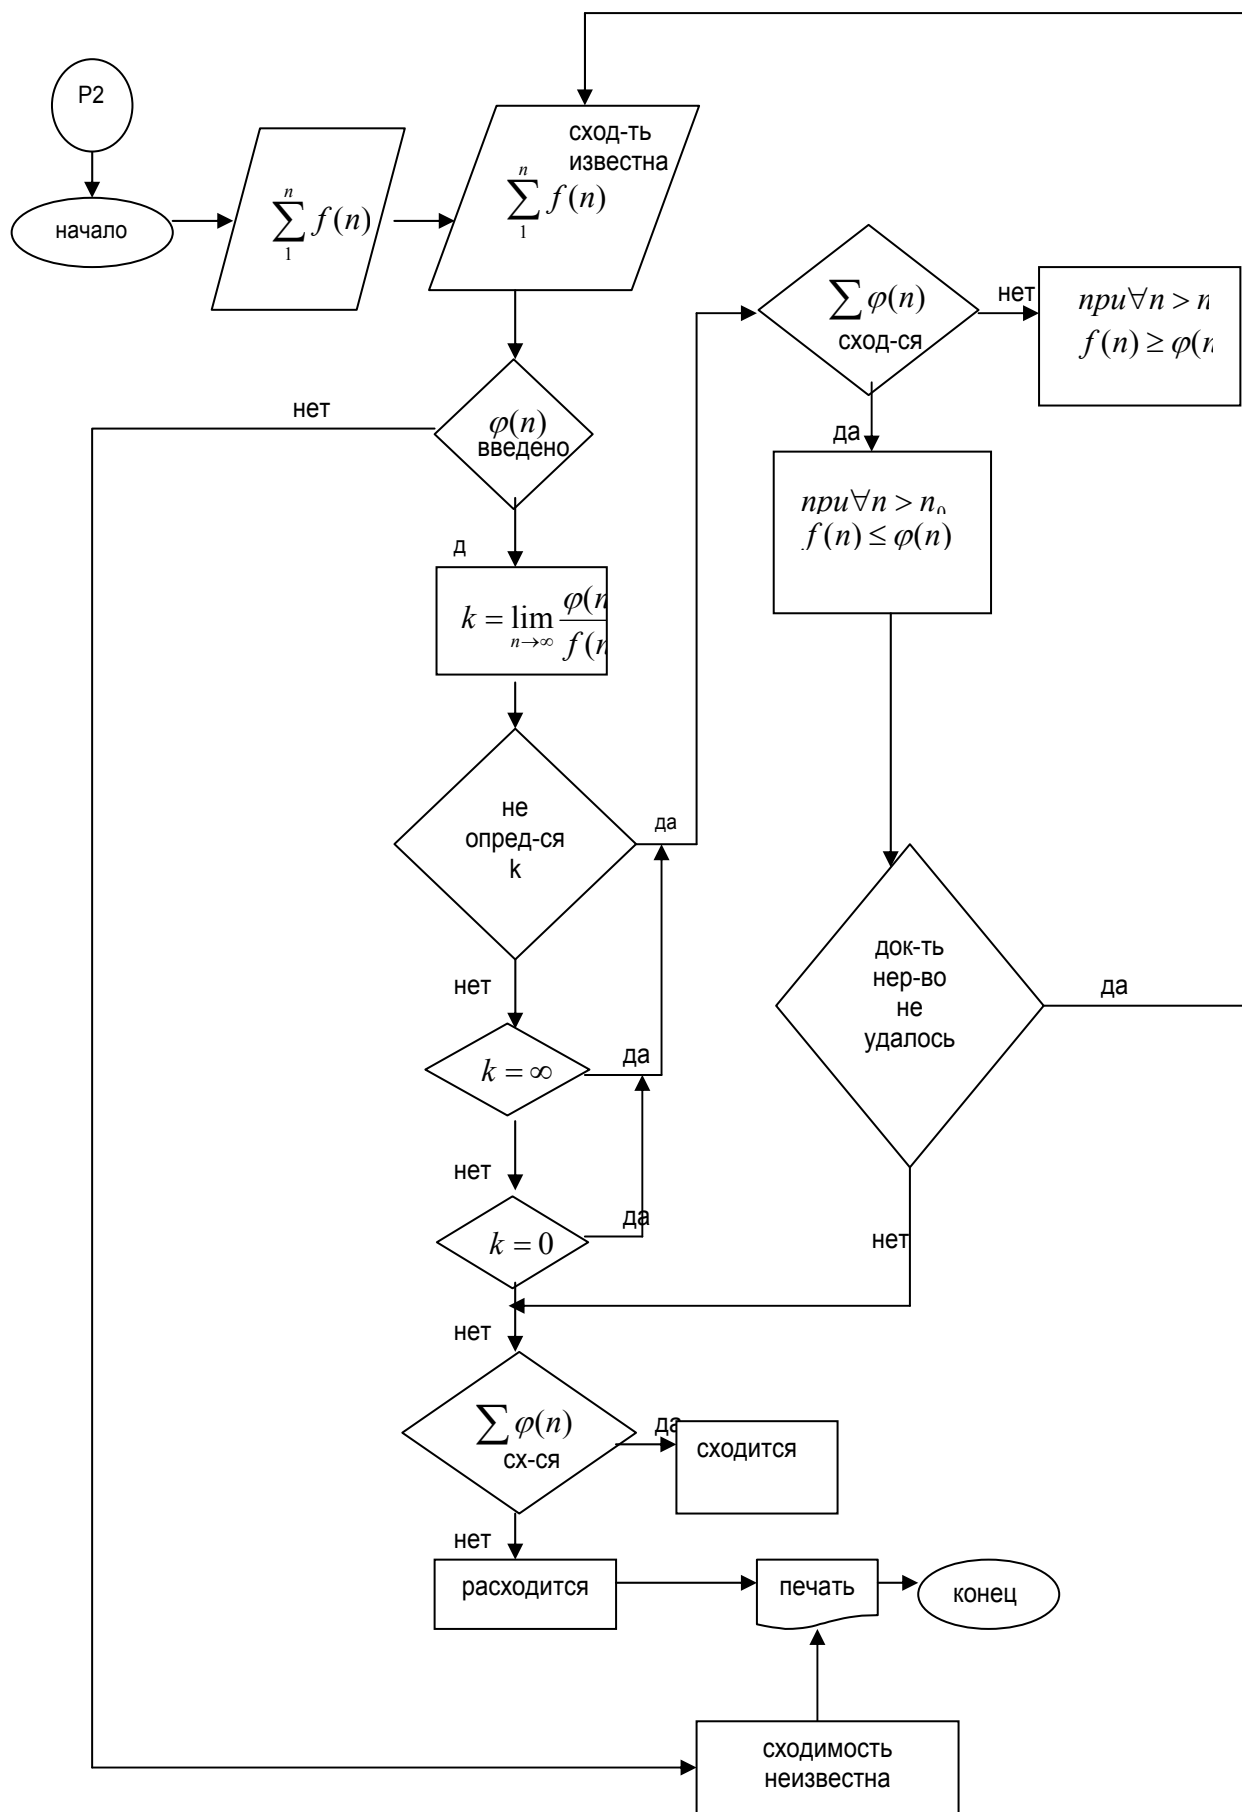 P2
начало
n
∑ f(n)
1
сход-ть
известна
n
∑ f(n)
1
нет
φ(n)
введено
д
k = lim φ(n
n→∞ f(n
не
опред-ся
k
да
нет
k = ∞
да
нет
k = 0
да
нет
∑ φ(n)
сход-ся
нет
при∀n > n
f(n) ≥ φ(n
да
при∀n > n₀
f(n) ≤ φ(n)
док-ть
нер-во
не
удалось
да
нет
∑ φ(n)
сх-ся
да
сходится
нет
расходится
печать
конец
сходимость
неизвестна